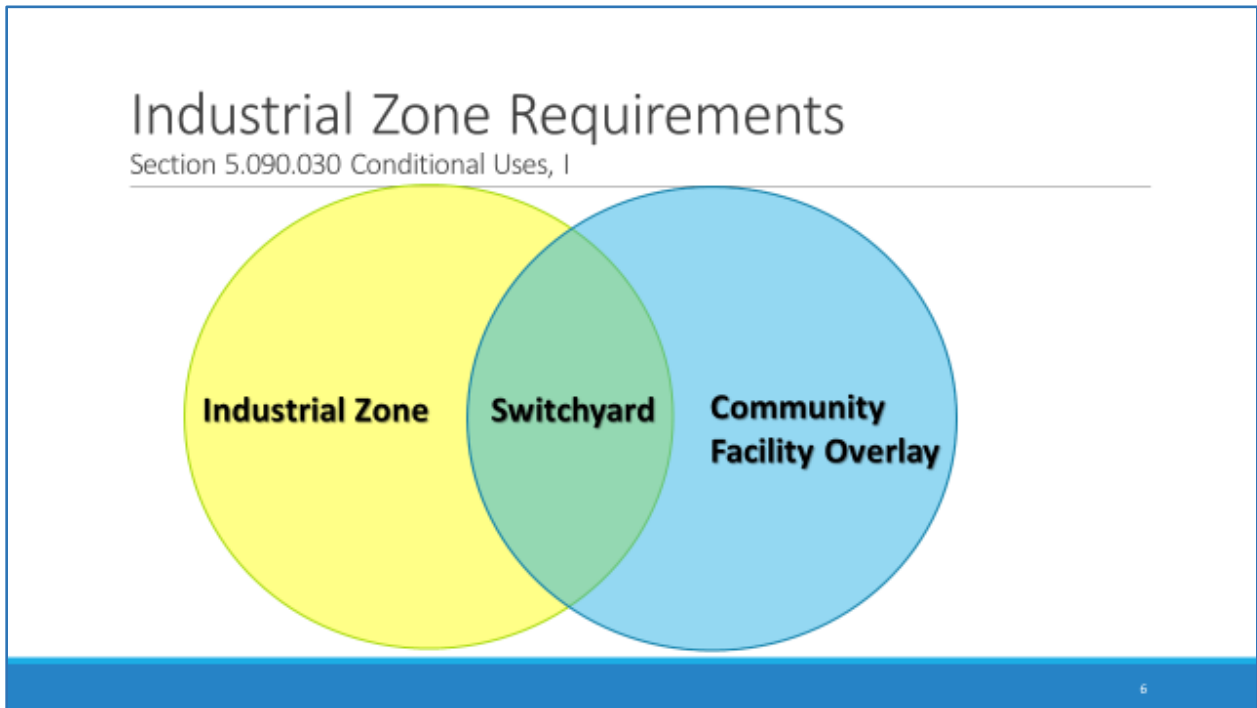 Industrial Zone Requirements
Section 5.090.030 Conditional Uses, I
Industrial Zone
Switchyard
Community
Facility Overlay
6